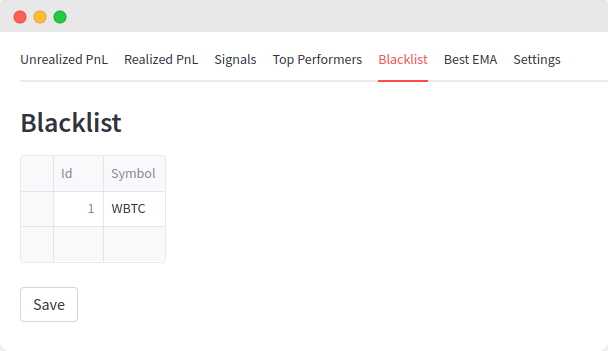 Unrealized PnL Realized PnL Signals Top Performers Blacklist Best EMA Settings
Blacklist
Id Symbol
1 WBTC
Save